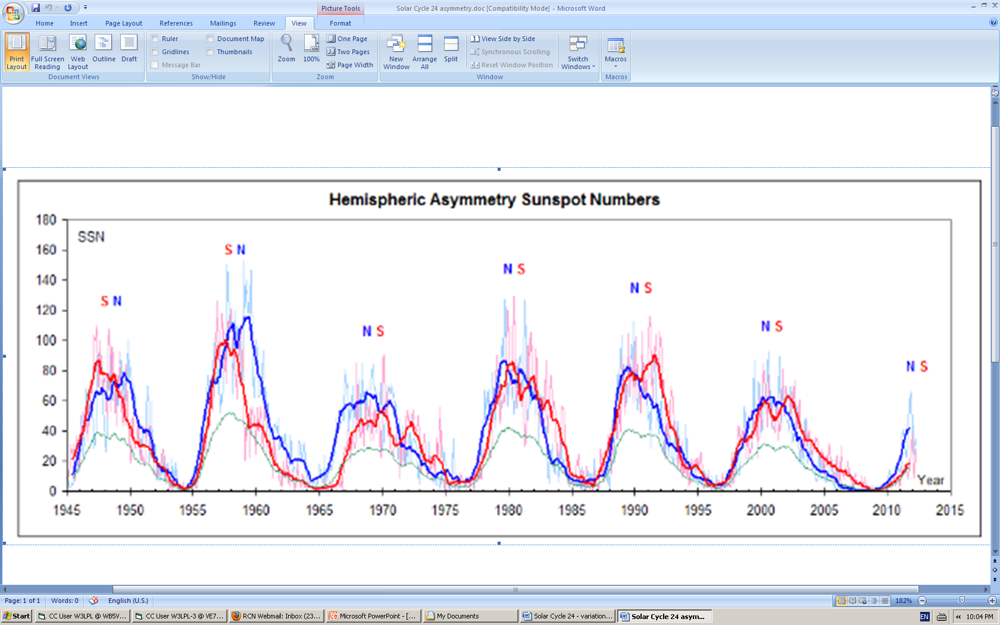 Picture Tools
Solar Cycle 24 asymmetry.doc [Compatibility Mode] - Microsoft Word
Home Insert Page Layout References Mailings Review View Format
Print Layout
Full Screen Reading
Web Layout
Outline
Draft
Document Views
Ruler
Gridlines
Message Bar
Document Map
Thumbnails
Show/Hide
Zoom
100%
One Page
Two Pages
Page Width
Zoom
New Window
Arrange All
Split
View Side by Side
Synchronous Scrolling
Reset Window Position
Switch Windows
Window
Macros
Macros
Hemispheric Asymmetry Sunspot Numbers
180
SSN
160
140
120
100
80
60
40
20
0
S N
S N
N S
N S
N S
N S
N S
Year
1945 1950 1955 1960 1965 1970 1975 1980 1985 1990 1995 2000 2005 2010 2015
Page: 1 of 1 Words: 0 English (U.S.) 182%
Start CC User W3LPL @ WB5V... CC User W3LPL-3 @ VE7... RCN Webmail: Inbox (23... Microsoft PowerPoint - [... My Documents Solar Cycle 24 - variation... Solar Cycle 24 asym... EN « 10:04 PM